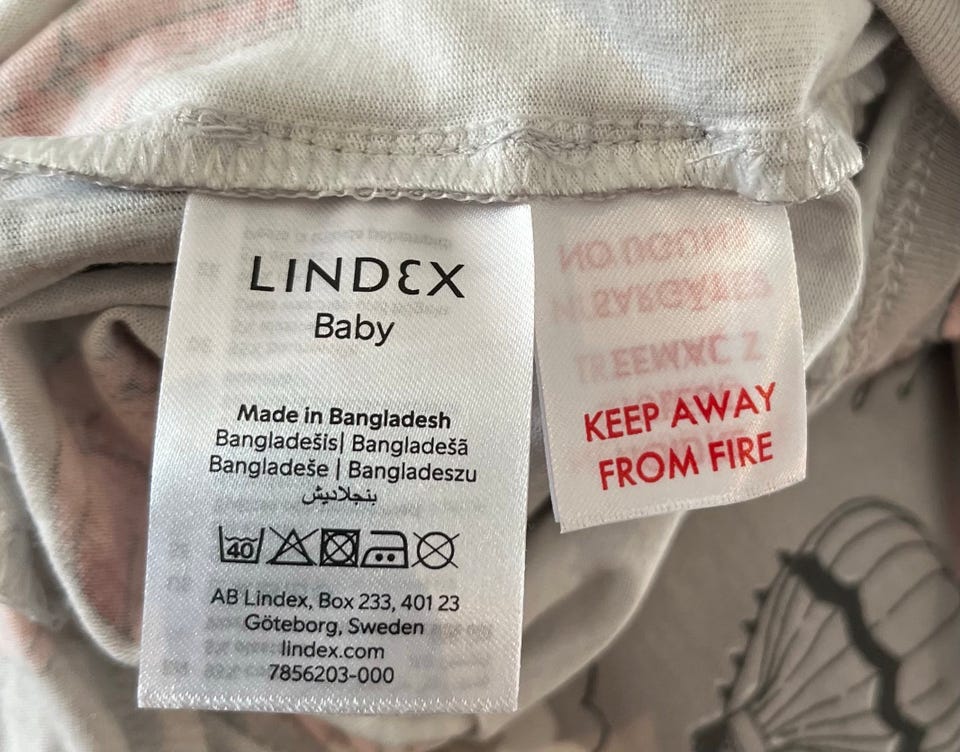 LINDEX
Baby
Made in Bangladesh
Bangladešis| Bangladešā
Bangladeše | Bangladeszu
بنجلاديش
40
AB Lindex, Box 233, 401 23
Göteborg, Sweden
lindex.com
7856203-000
KEEP AWAY
FROM FIRE